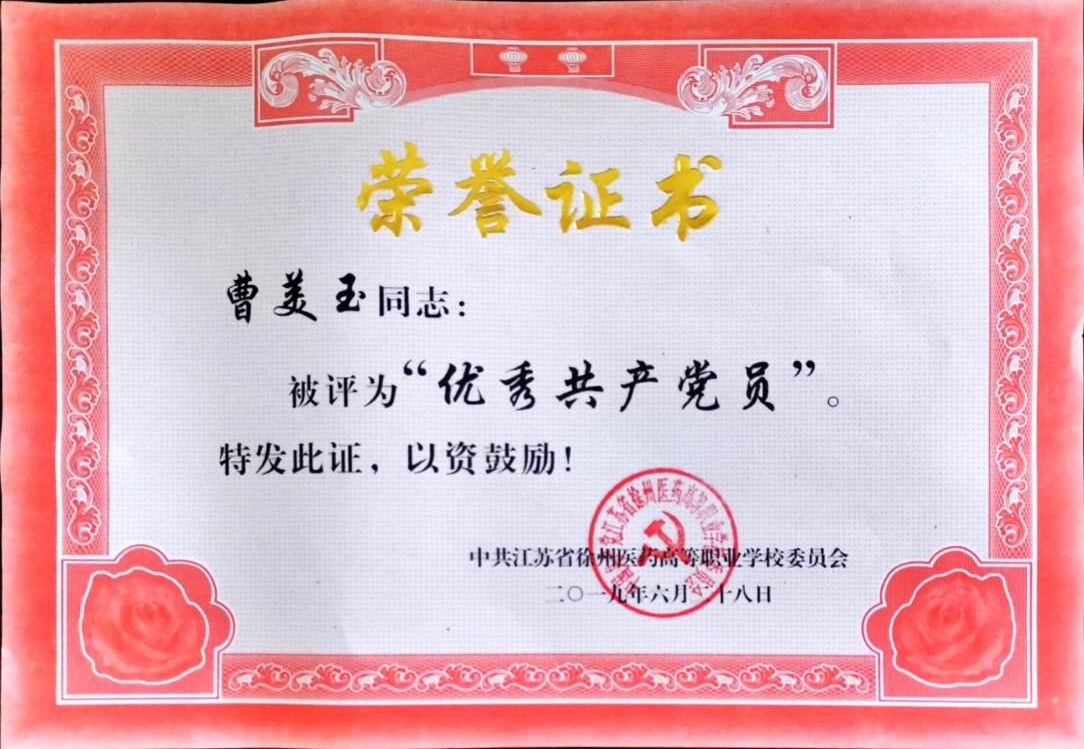 荣誉证书
曹美玉同志：
被评为“优秀共产党员”。
特发此证，以资鼓励！
中共江苏省徐州医药高等职业学校委员会
二〇一九年六月二十八日